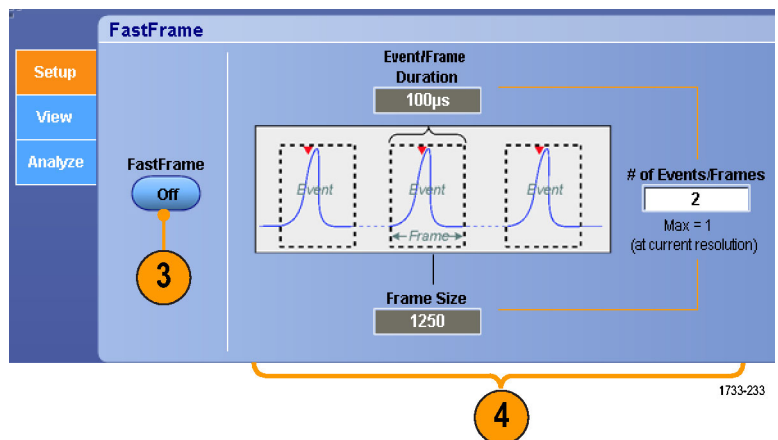 FastFrame
Setup
View
Analyze
FastFrame
Off
3
Event/Frame
Duration
100µs
Event
Event
Event
Frame
Frame Size
1250
# of Events/Frames
2
Max = 1
(at current resolution)
4
1733-233